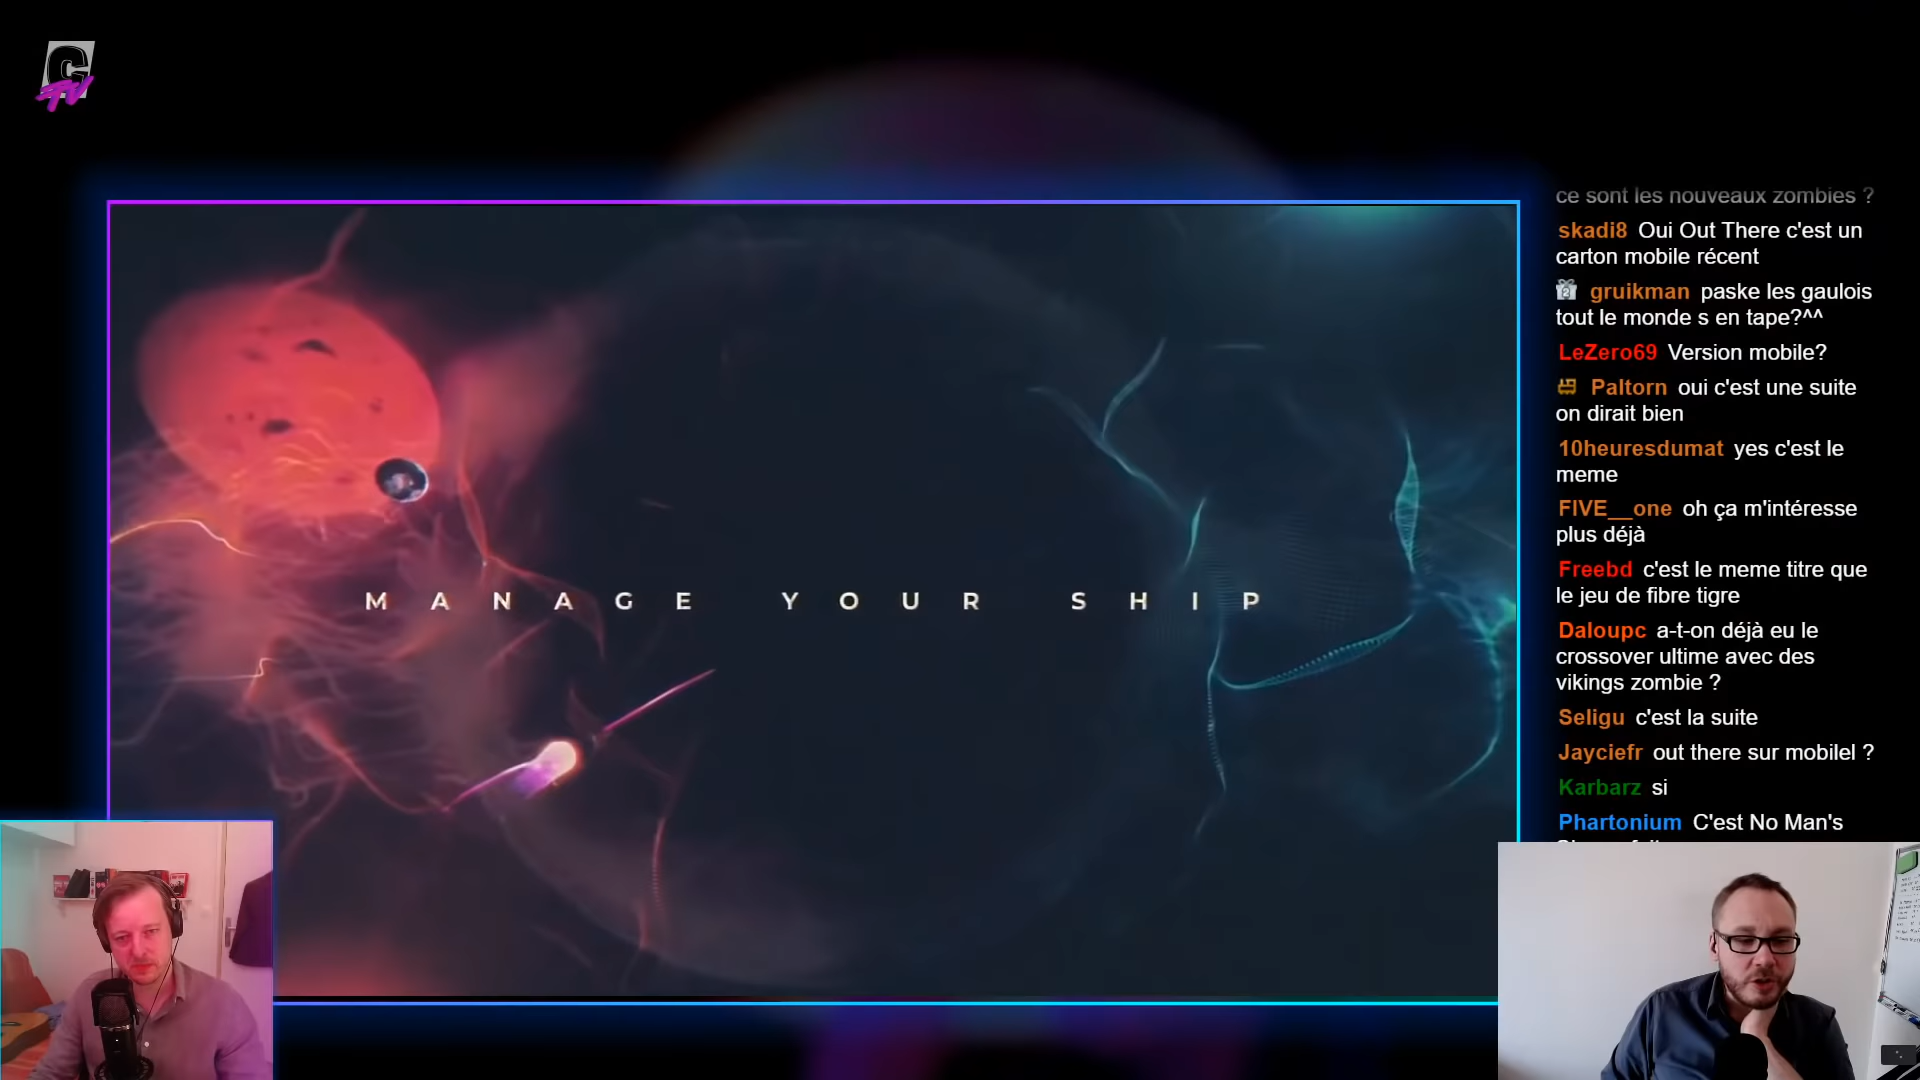 C
TV
ce sont les nouveaux zombies ?
skadi8 Oui Out There c'est un
carton mobile récent
2 gruikman paske les gaulois
tout le monde s en tape?^^
LeZero69 Version mobile?
Paltorn oui c'est une suite
on dirait bien
10heuresdumat yes c'est le
meme
FIVE__one oh ça m'intéresse
plus déjà
Freebd c'est le meme titre que
le jeu de fibre tigre
Daloupc a-t-on déjà eu le
crossover ultime avec des
vikings zombie ?
Seligu c'est la suite
Jayciefr out there sur mobilel ?
Karbarz si
Phartonium C'est No Man's
MANAGE YOUR SHIP